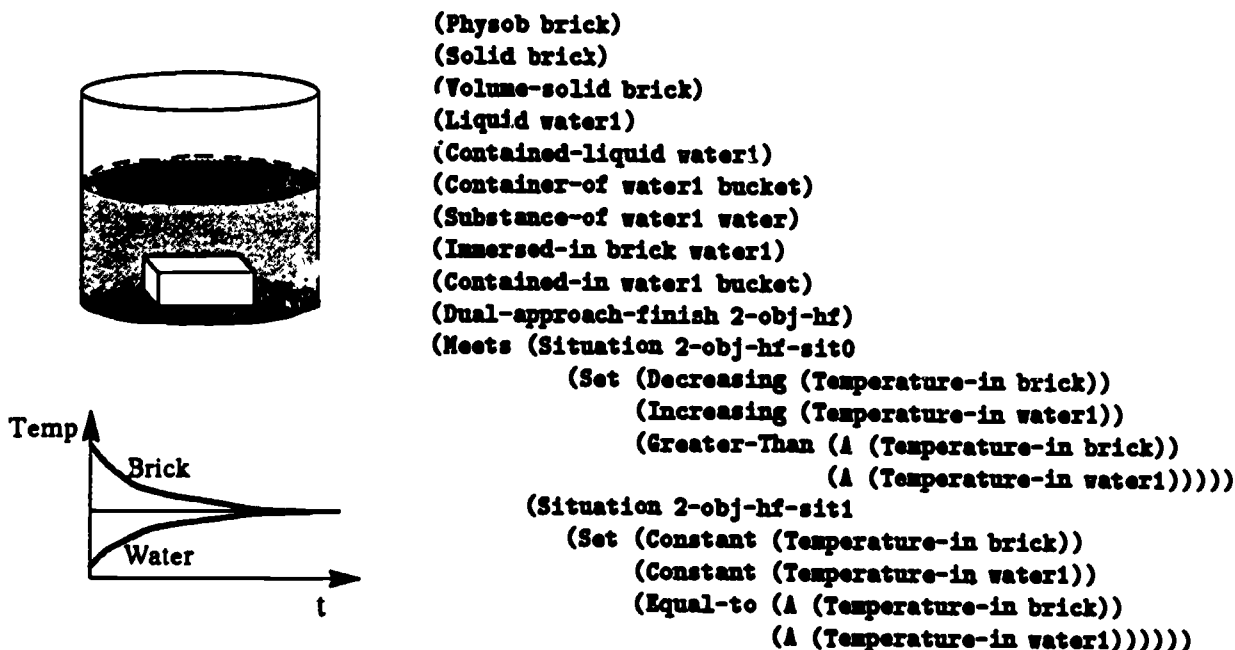 (Physob brick)
(Solid brick)
(Volume-solid brick)
(Liquid water1)
(Contained-liquid water1)
(Container-of water1 bucket)
(Substance-of water1 water)
(Immersed-in brick water1)
(Contained-in water1 bucket)
(Dual-approach-finish 2-obj-hf)
(Meets (Situation 2-obj-hf-sit0
(Set (Decreasing (Temperature-in brick))
(Increasing (Temperature-in water1))
(Greater-Than (A (Temperature-in brick))
(A (Temperature-in water1)))))
(Situation 2-obj-hf-sit1
(Set (Constant (Temperature-in brick))
(Constant (Temperature-in water1))
(Equal-to (A (Temperature-in brick))
(A (Temperature-in water1))))))
Temp
Brick
Water
t